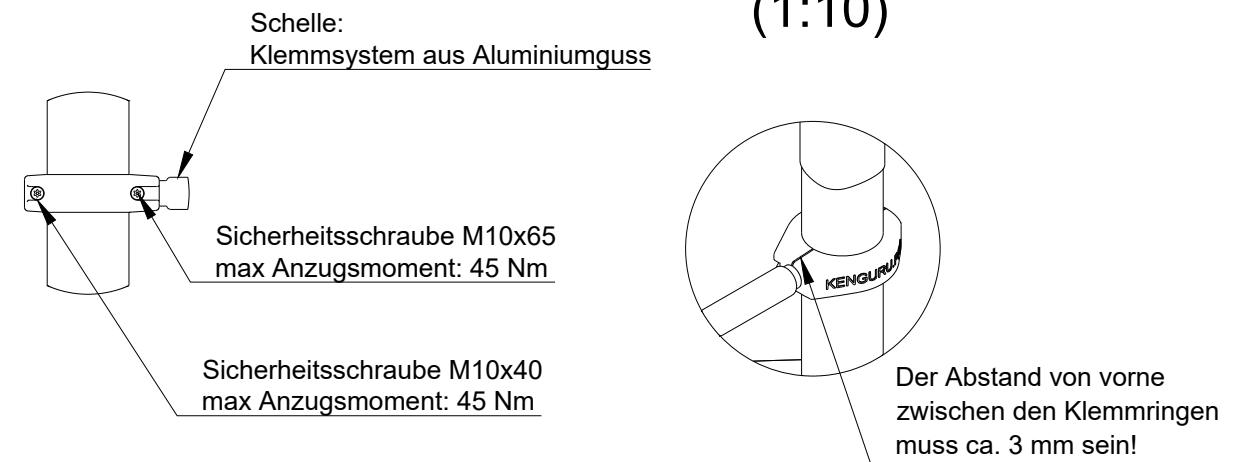 (1:10)
Schelle:
Klemmsystem aus Aluminiumguss
Sicherheitsschraube M10x65
max Anzugsmoment: 45 Nm
Sicherheitsschraube M10x40
max Anzugsmoment: 45 Nm
KENGURU
Der Abstand von vorne
zwischen den Klemmringen
muss ca. 3 mm sein!